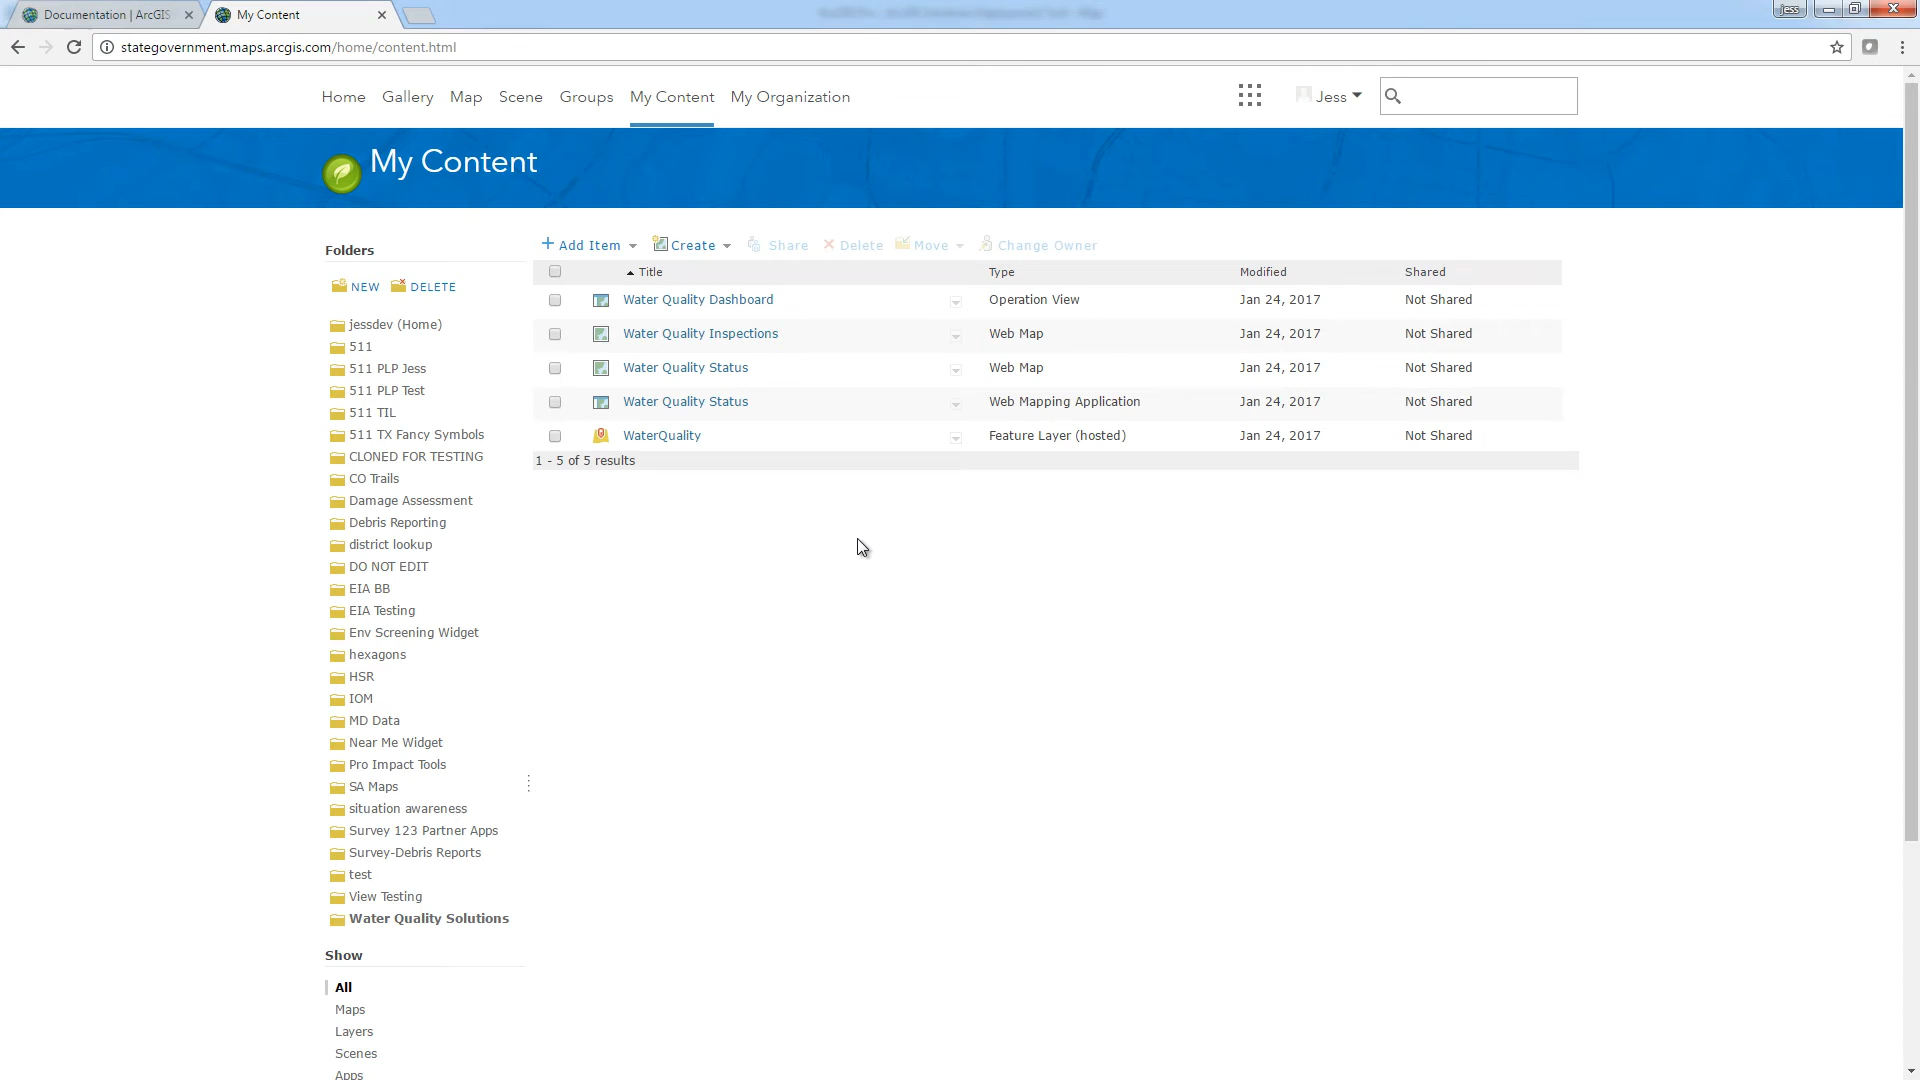 Documentation | ArcGIS
My Content
jess
stategovernment.maps.arcgis.com/home/content.html
Home Gallery Map Scene Groups My Content My Organization
Jess
My Content
Folders
NEW DELETE
jessdev (Home)
511
511 PLP Jess
511 PLP Test
511 TIL
511 TX Fancy Symbols
CLONED FOR TESTING
CO Trails
Damage Assessment
Debris Reporting
district lookup
DO NOT EDIT
EIA BB
EIA Testing
Env Screening Widget
hexagons
HSR
IOM
MD Data
Near Me Widget
Pro Impact Tools
SA Maps
situation awareness
Survey 123 Partner Apps
Survey-Debris Reports
test
View Testing
Water Quality Solutions
Show
All
Maps
Layers
Scenes
Apps
Add Item Create Share Delete Move Change Owner
Title Type Modified Shared
Water Quality Dashboard Operation View Jan 24, 2017 Not Shared
Water Quality Inspections Web Map Jan 24, 2017 Not Shared
Water Quality Status Web Map Jan 24, 2017 Not Shared
Water Quality Status Web Mapping Application Jan 24, 2017 Not Shared
WaterQuality Feature Layer (hosted) Jan 24, 2017 Not Shared
1 - 5 of 5 results